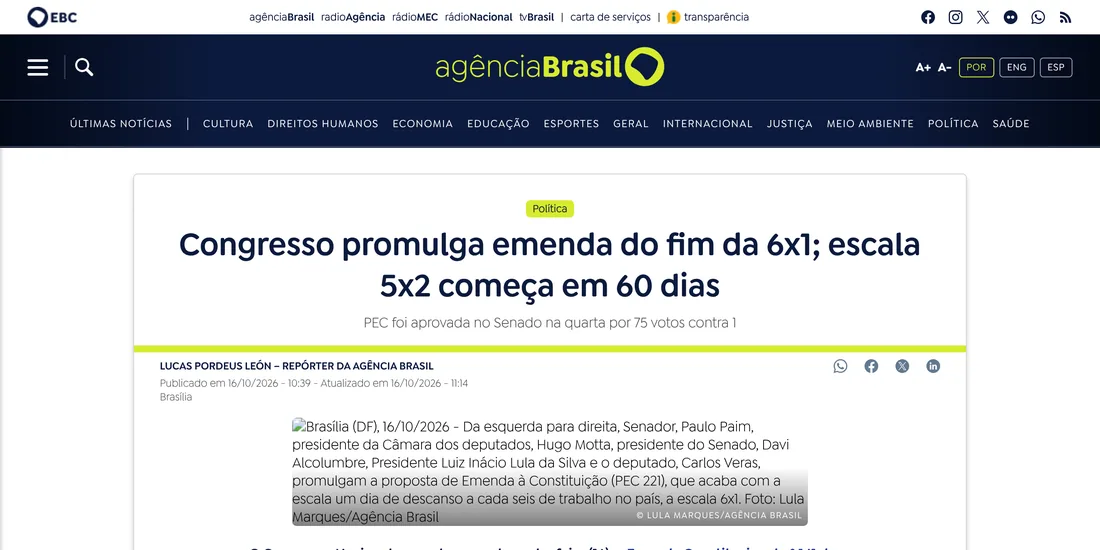 EBC
agênciaBrasil radioAgência rádioMEC rádioNacional tvBrasil | carta de serviços | transparência
agênciaBrasil
A+ A- POR ENG ESP
ÚLTIMAS NOTÍCIAS | CULTURA DIREITOS HUMANOS ECONOMIA EDUCAÇÃO ESPORTES GERAL INTERNACIONAL JUSTIÇA MEIO AMBIENTE POLÍTICA SAÚDE
Política
Congresso promulga emenda do fim da 6x1; escala
5x2 começa em 60 dias
PEC foi aprovada no Senado na quarta por 75 votos contra 1
LUCAS PORDEUS LEÓN – REPÓRTER DA AGÊNCIA BRASIL
Publicado em 16/10/2026 - 10:39 - Atualizado em 16/10/2026 - 11:14
Brasília
Brasília (DF), 16/10/2026 - Da esquerda para direita, Senador, Paulo Paim,
presidente da Câmara dos deputados, Hugo Motta, presidente do Senado, Davi
Alcolumbre, Presidente Luiz Inácio Lula da Silva e o deputado, Carlos Veras,
promulgam a proposta de Emenda à Constituição (PEC 221), que acaba com a
escala um dia de descanso a cada seis de trabalho no país, a escala 6x1. Foto: Lula
Marques/Agência Brasil
© LULA MARQUES/AGÊNCIA BRASIL